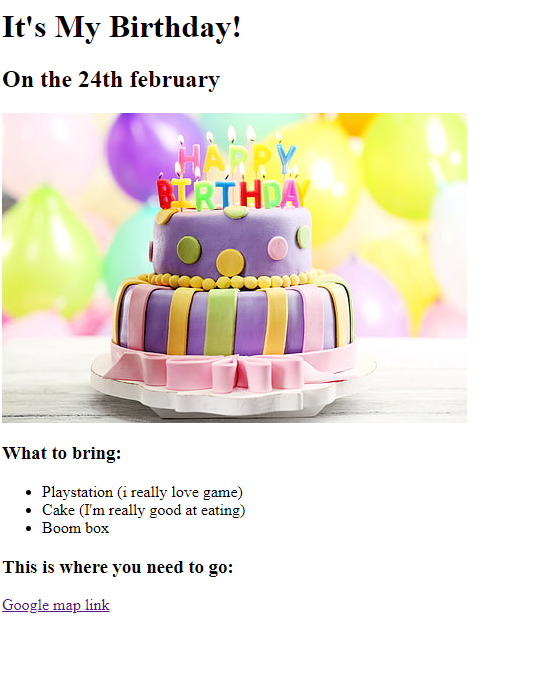 It's My Birthday!
On the 24th february
HAPPY
BIRTHDAY
What to bring:
Playstation (i really love game)
Cake (I'm really good at eating)
Boom box
This is where you need to go:
Google map link